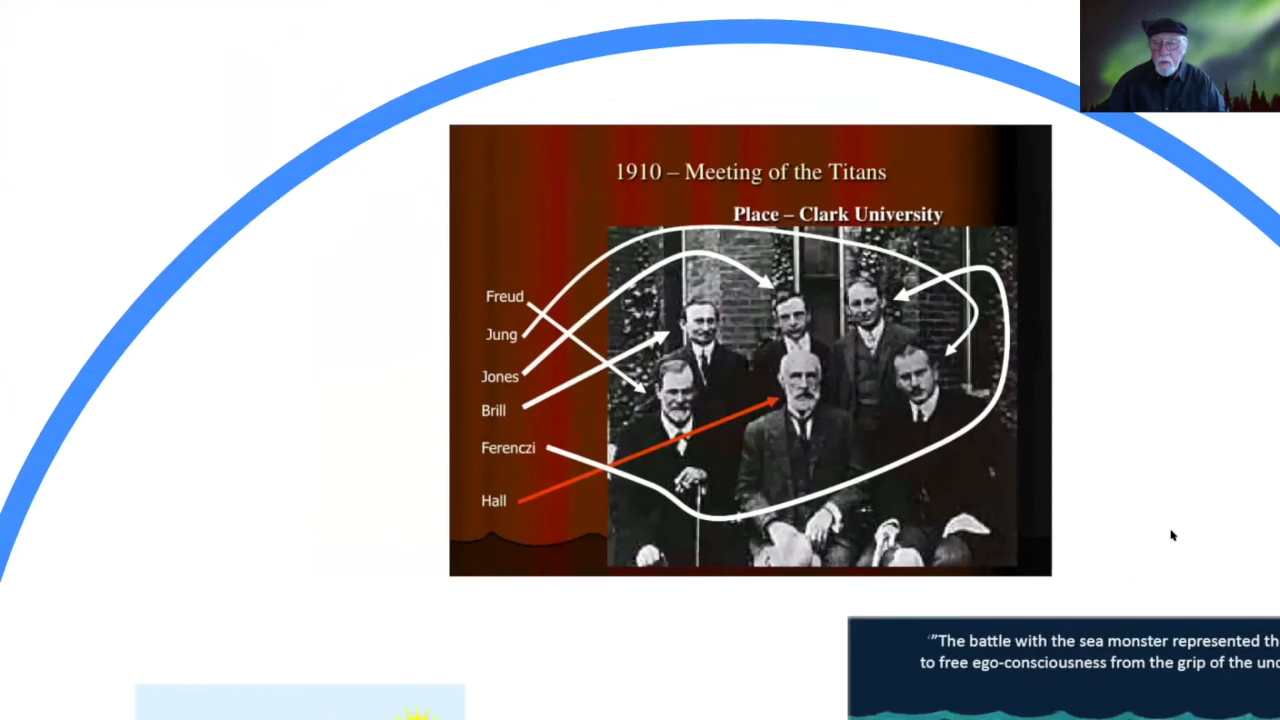 1910 – Meeting of the Titans
Place – Clark University
Freud
Jung
Jones
Brill
Ferenczi
Hall
“"The battle with the sea monster represented th
to free ego-consciousness from the grip of the unc